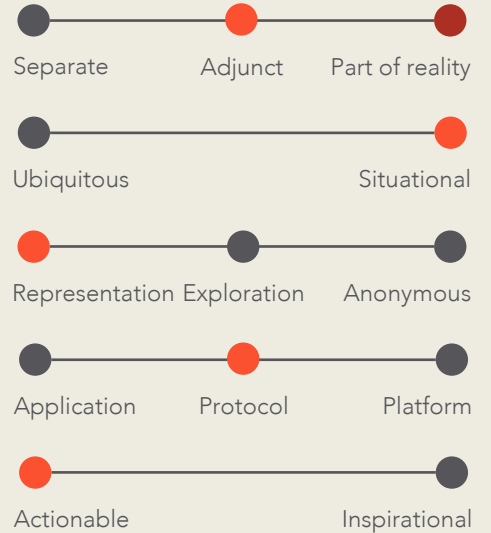 Separate Adjunct Part of reality
Ubiquitous Situational
Representation Exploration Anonymous
Application Protocol Platform
Actionable Inspirational